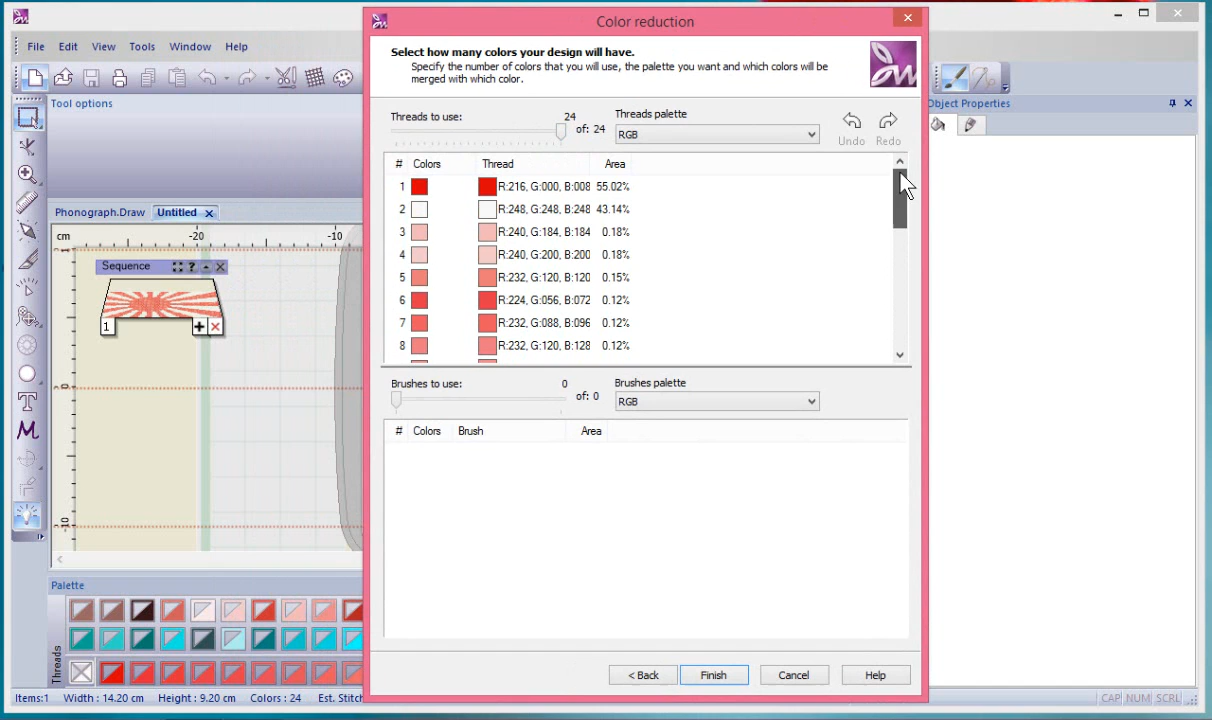 Color reduction
File Edit View Tools Window Help
Select how many colors your design will have.
Specify the number of colors that you will use, the palette you want and which colors will be
merged with which color.
Tool options
Object Properties
Threads to use:
24
of: 24
Threads palette
RGB
Undo Redo
# Colors Thread Area
1 R:216, G:000, B:008 55.02%
2 R:248, G:248, B:248 43.14%
3 R:240, G:184, B:184 0.18%
4 R:240, G:200, B:200 0.18%
5 R:232, G:120, B:120 0.15%
6 R:224, G:056, B:072 0.12%
7 R:232, G:088, B:096 0.12%
8 R:232, G:120, B:128 0.12%
Phonograph.Draw Untitled
cm -20 -10
Sequence
1
0
-10
Brushes to use:
0
of: 0
Brushes palette
RGB
# Colors Brush Area
Palette
Threads
< Back Finish Cancel Help
Items:1 Width : 14.20 cm Height : 9.20 cm Colors : 24 Est. Stitch
CAP NUM SCRL